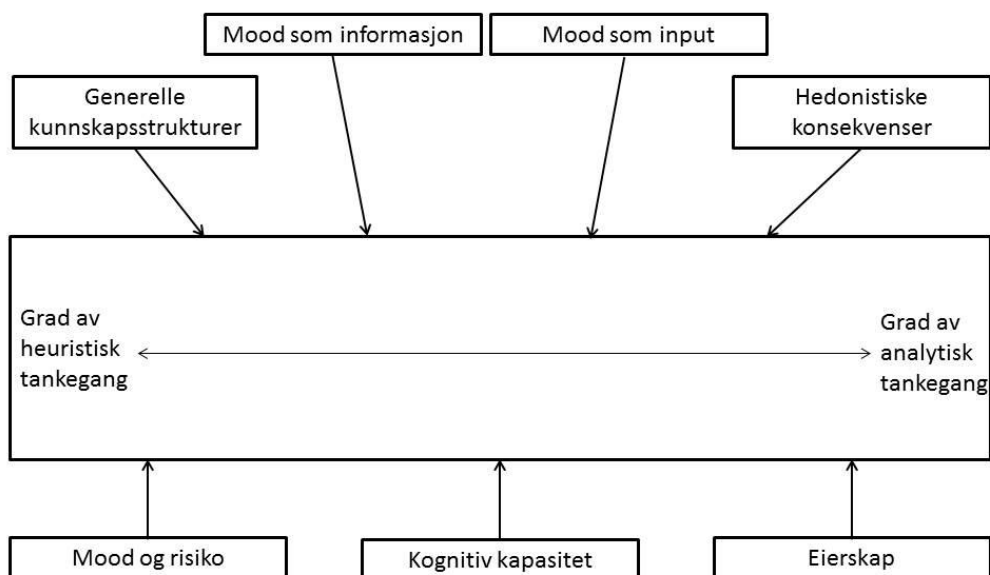 Mood som informasjon
Mood som input
Generelle
kunnskapsstrukturer
Hedonistiske
konsekvenser
Grad av
heuristisk
tankegang
Grad av
analytisk
tankegang
Mood og risiko
Kognitiv kapasitet
Eierskap